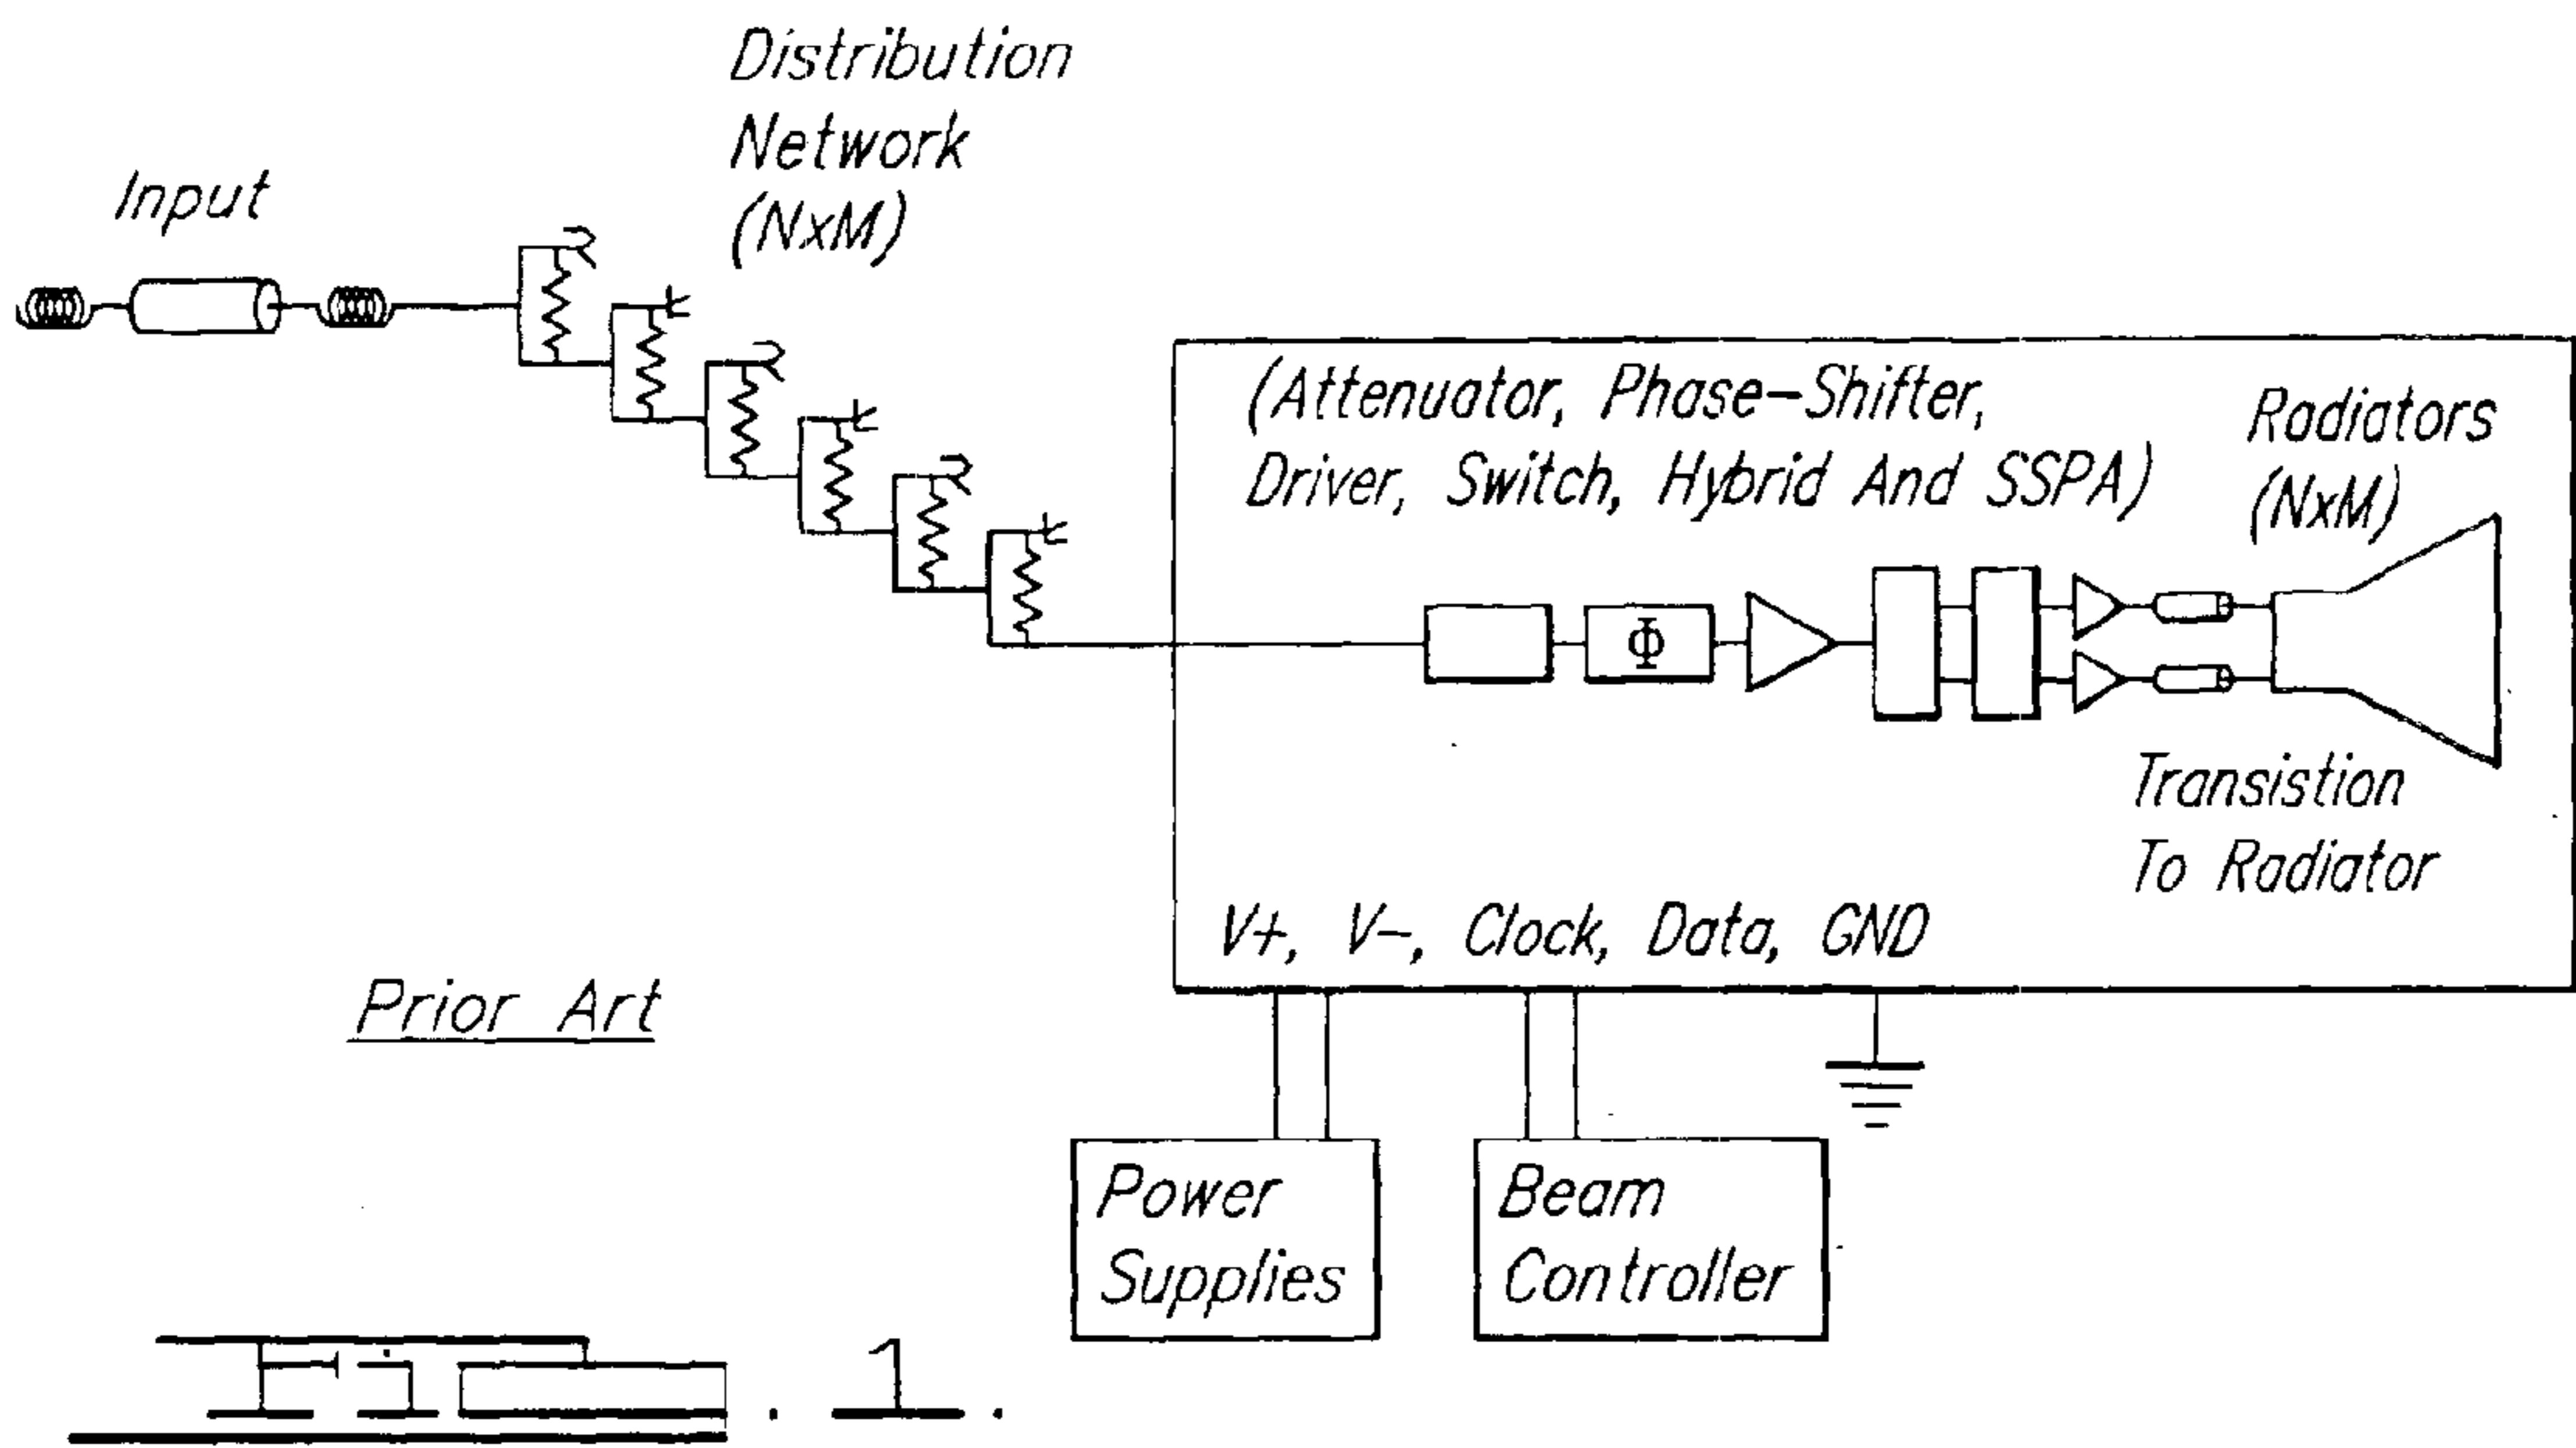 Distribution
Network
(NxM)
Input
(Attenuator, Phase-Shifter,
Driver, Switch, Hybrid And SSPA)
Radiators
(NxM)
Φ
Transistion
To Radiator
V+, V-, Clock, Data, GND
Prior Art
Power
Supplies
Beam
Controller
Fig. 1.